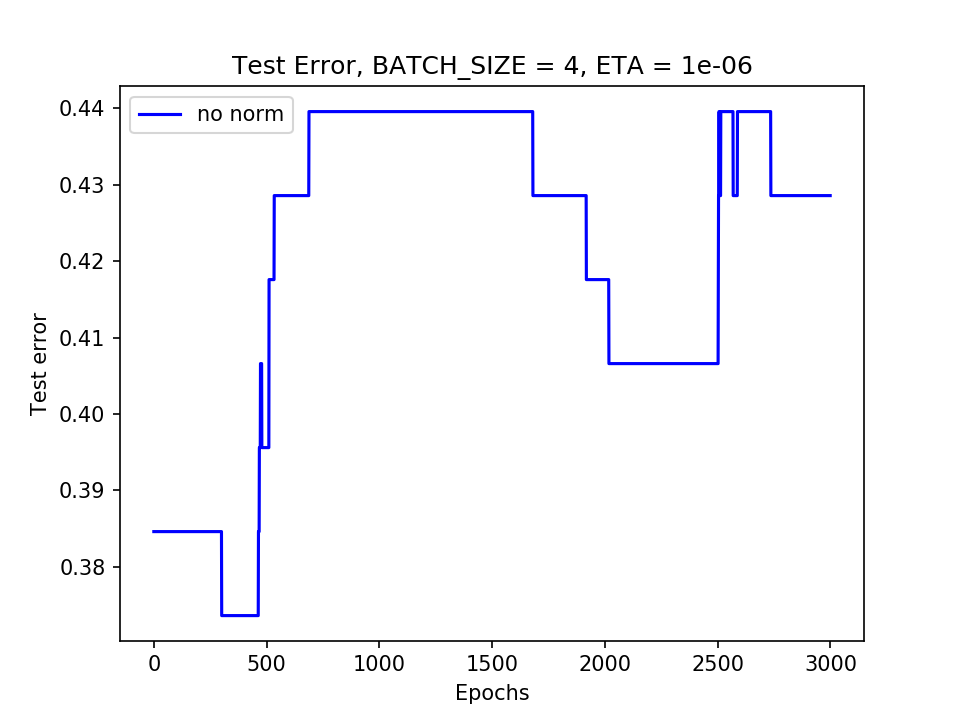 Test Error, BATCH_SIZE = 4, ETA = 1e-06
no norm
0.44
0.43
0.42
0.41
0.40
0.39
0.38
Test error
0 500 1000 1500 2000 2500 3000
Epochs